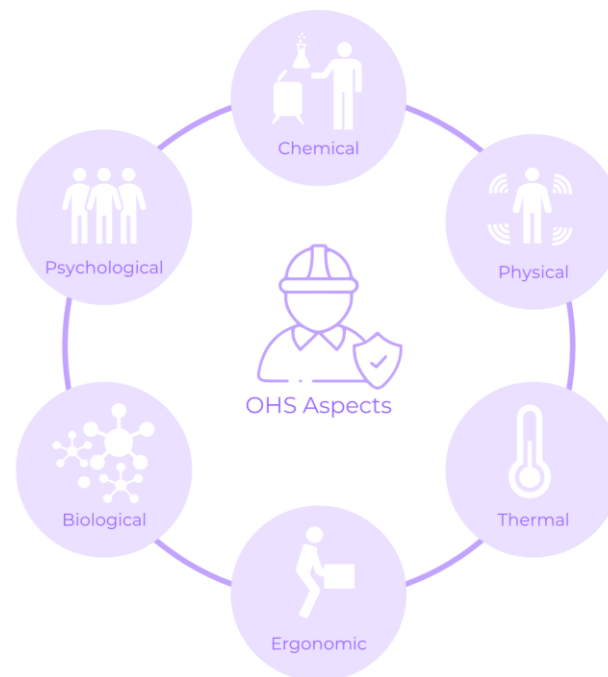 Chemical
Psychological
Physical
OHS Aspects
Biological
Thermal
Ergonomic